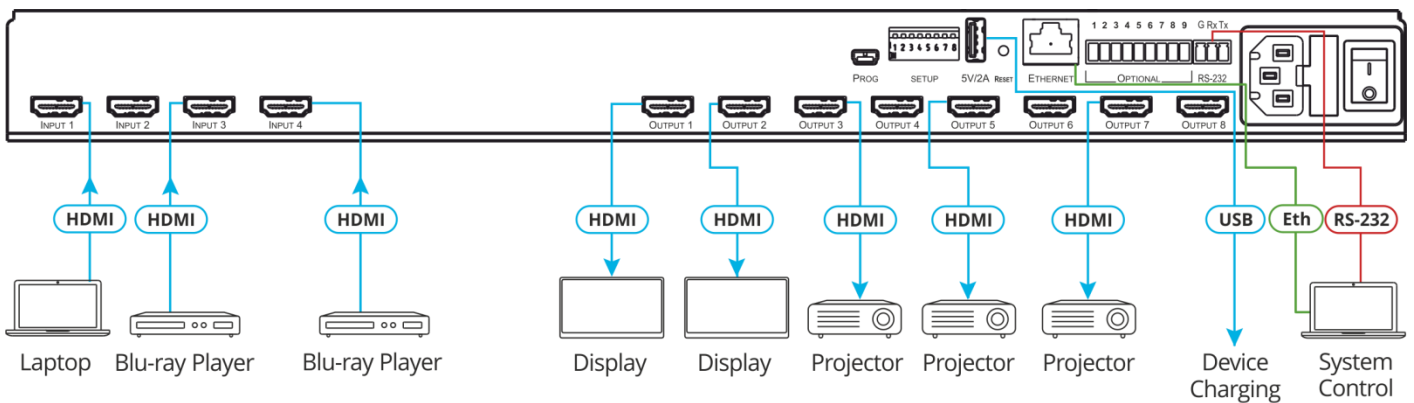 1 2 3 4 5 6 7 8 9 G Rx Tx
1 2 3 4 5 6 7 8
PROG SETUP 5V/2A RESET ETHERNET OPTIONAL RS-232
INPUT 1 INPUT 2 INPUT 3 INPUT 4 OUTPUT 1 OUTPUT 2 OUTPUT 3 OUTPUT 4 OUTPUT 5 OUTPUT 6 OUTPUT 7 OUTPUT 8
HDMI HDMI HDMI HDMI HDMI HDMI HDMI HDMI USB Eth RS-232
Laptop Blu-ray Player Blu-ray Player Display Display Projector Projector Projector Device System
Charging Control